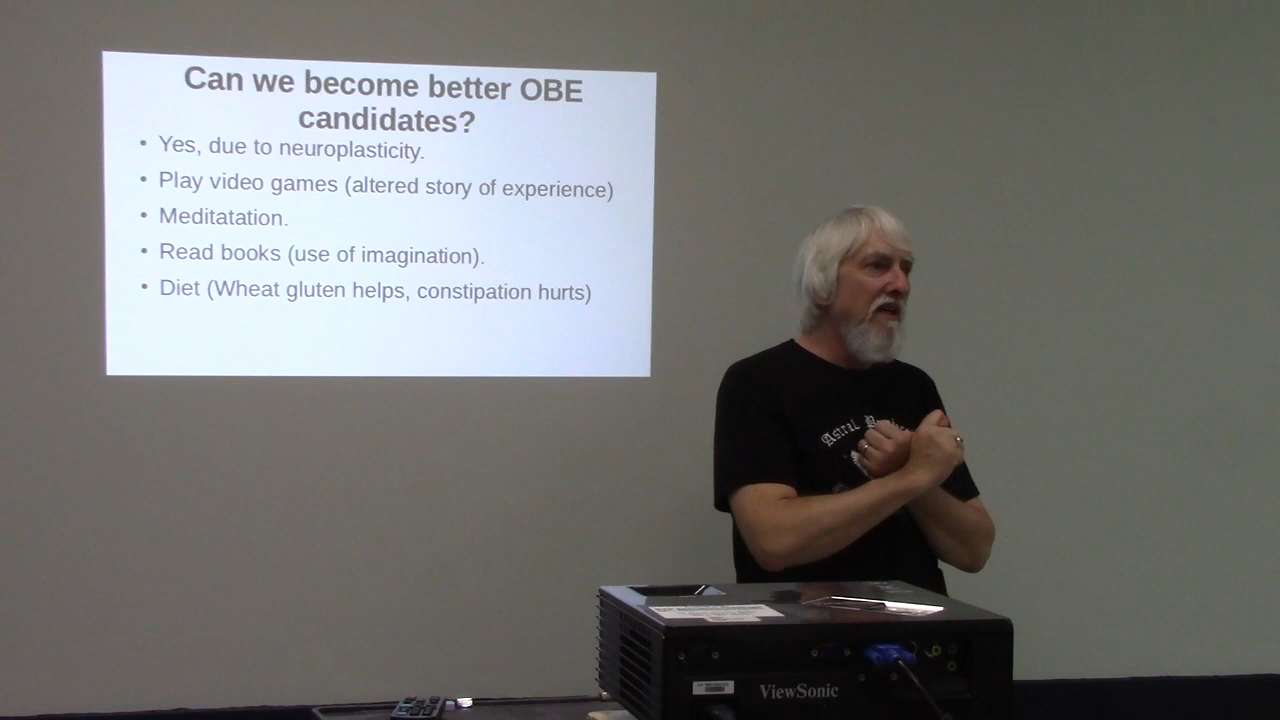 Can we become better OBE
candidates?
• Yes, due to neuroplasticity.
• Play video games (altered story of experience)
• Meditatation.
• Read books (use of imagination).
• Diet (Wheat gluten helps, constipation hurts)
Astral
ViewSonic